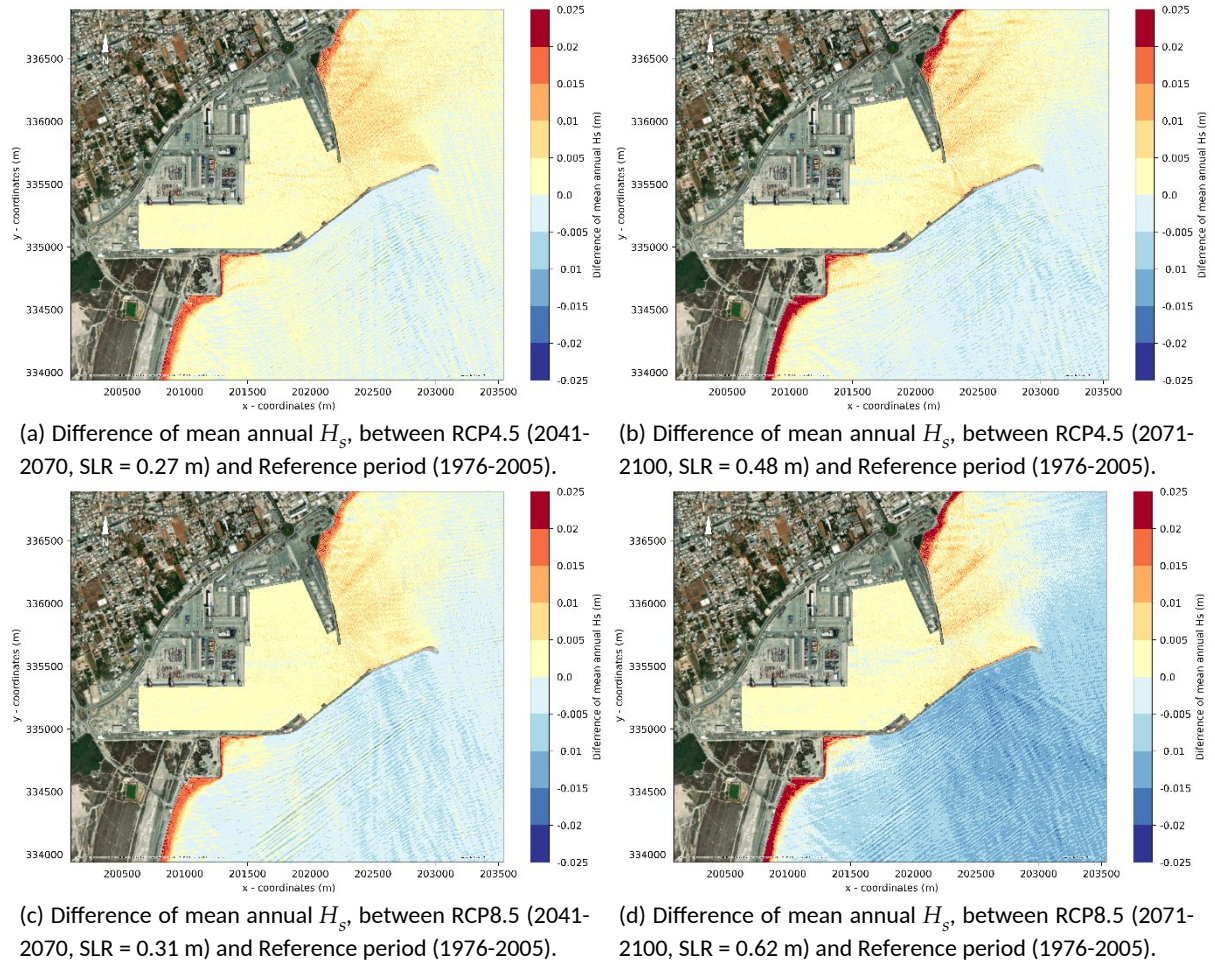 336500
336000
335500
335000
334500
334000
y - coordinates (m)
N
200500 201000 201500 202000 202500 203000 203500
x - coordinates (m)
0.025
0.02
0.015
0.01
0.005
0.0
-0.005
-0.01
-0.015
-0.02
-0.025
Diferrence of mean annual Hs (m)
(a) Difference of mean annual Hs, between RCP4.5 (2041-
2070, SLR = 0.27 m) and Reference period (1976-2005).
336500
336000
335500
335000
334500
334000
y - coordinates (m)
N
200500 201000 201500 202000 202500 203000 203500
x - coordinates (m)
0.025
0.02
0.015
0.01
0.005
0.0
-0.005
-0.01
-0.015
-0.02
-0.025
Diferrence of mean annual Hs (m)
(b) Difference of mean annual Hs, between RCP4.5 (2071-
2100, SLR = 0.48 m) and Reference period (1976-2005).
336500
336000
335500
335000
334500
334000
y - coordinates (m)
N
200500 201000 201500 202000 202500 203000 203500
x - coordinates (m)
0.025
0.02
0.015
0.01
0.005
0.0
-0.005
-0.01
-0.015
-0.02
-0.025
Diferrence of mean annual Hs (m)
(c) Difference of mean annual Hs, between RCP8.5 (2041-
2070, SLR = 0.31 m) and Reference period (1976-2005).
336500
336000
335500
335000
334500
334000
y - coordinates (m)
N
200500 201000 201500 202000 202500 203000 203500
x - coordinates (m)
0.025
0.02
0.015
0.01
0.005
0.0
-0.005
-0.01
-0.015
-0.02
-0.025
Diferrence of mean annual Hs (m)
(d) Difference of mean annual Hs, between RCP8.5 (2071-
2100, SLR = 0.62 m) and Reference period (1976-2005).